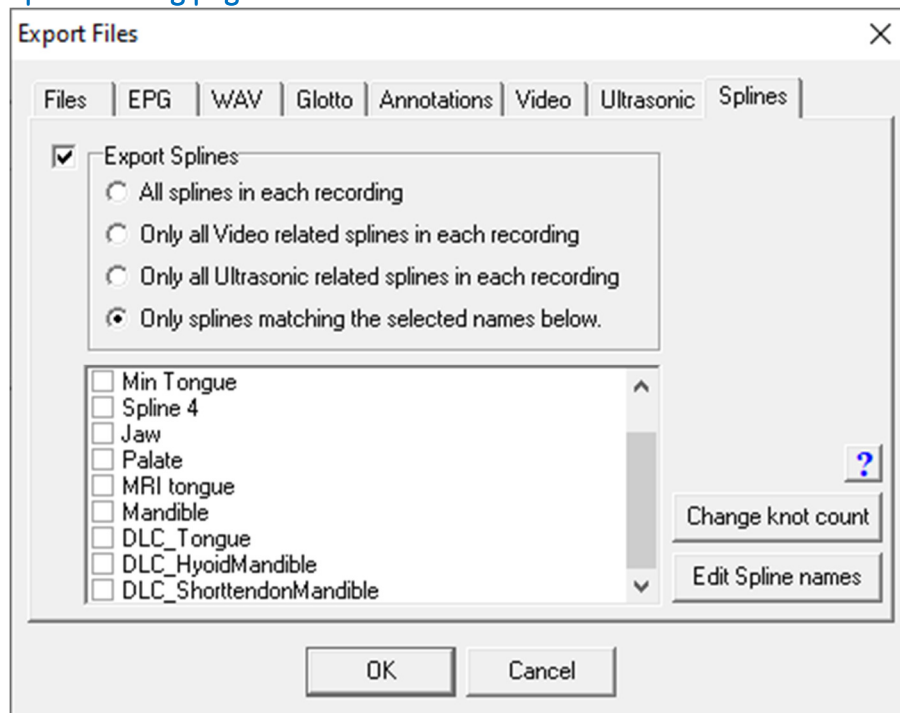 Export Files
Files EPG WAV Glotto Annotations Video Ultrasonic Splines
Export Splines
All splines in each recording
Only all Video related splines in each recording
Only all Ultrasonic related splines in each recording
Only splines matching the selected names below.
Min Tongue
Spline 4
Jaw
Palate
MRI tongue
Mandible
DLC_Tongue
DLC_HyoidMandible
DLC_ShorttendonMandible
?
Change knot count
Edit Spline names
OK Cancel